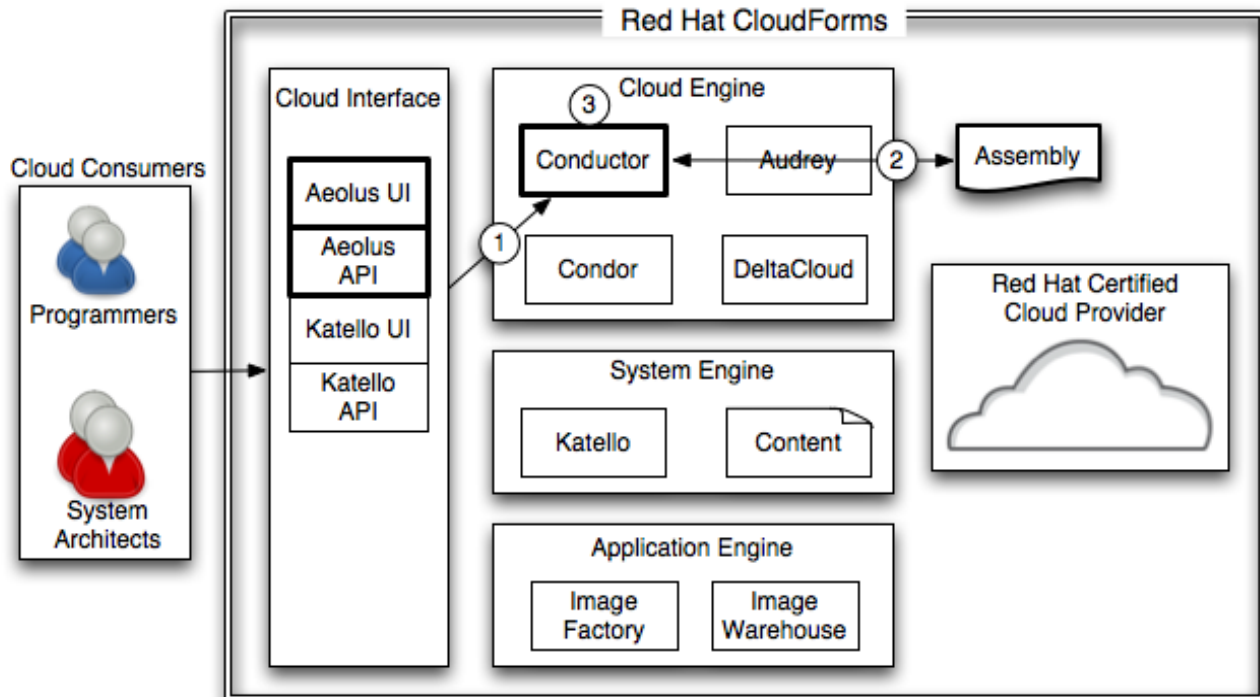 Red Hat CloudForms
Cloud Consumers
Programmers
System
Architects
Cloud Interface
Aeolus UI
Aeolus
API
Katello UI
Katello
API
1
Cloud Engine
3
Conductor
Audrey
2
Assembly
Condor
DeltaCloud
Red Hat Certified
Cloud Provider
System Engine
Katello
Content
Application Engine
Image
Factory
Image
Warehouse